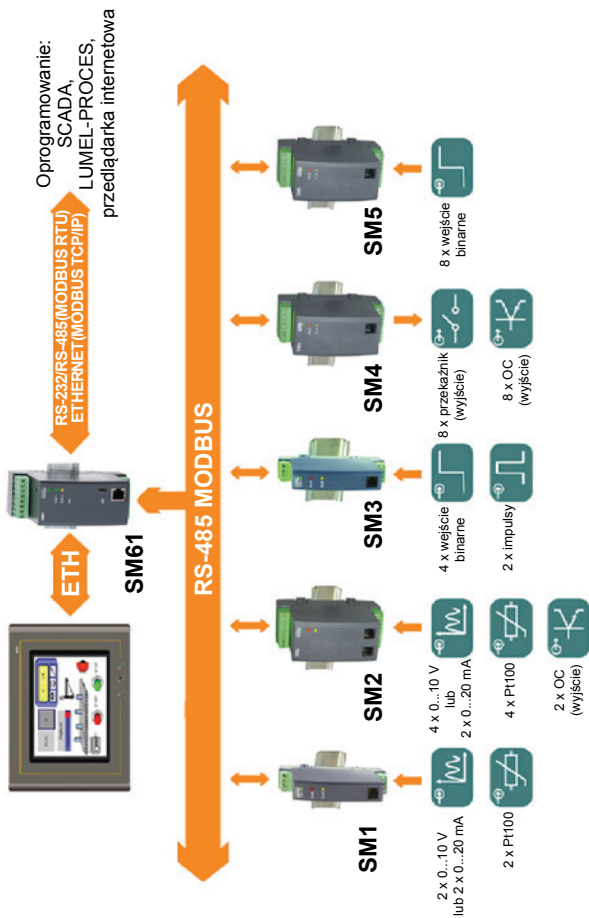 Oprogramowanie:
SCADA,
LUMEL-PROCES,
przedlądarka internetowa
RS-232/RS-485(MODBUS RTU)
ETHERNET(MODBUS TCP/IP)
ETH
SM61
RS-485 MODBUS
SM1
SM2
SM3
SM4
SM5
2 x 0...10 V
lub 2 x 0...20 mA
2 x Pt100
4 x 0...10 V
lub
2 x 0...20 mA
4 x Pt100
2 x OC
(wyjście)
4 x wejście
binarne
2 x impulsy
8 x przekaźnik
(wyjście)
8 x OC
(wyjście)
8 x wejście
binarne